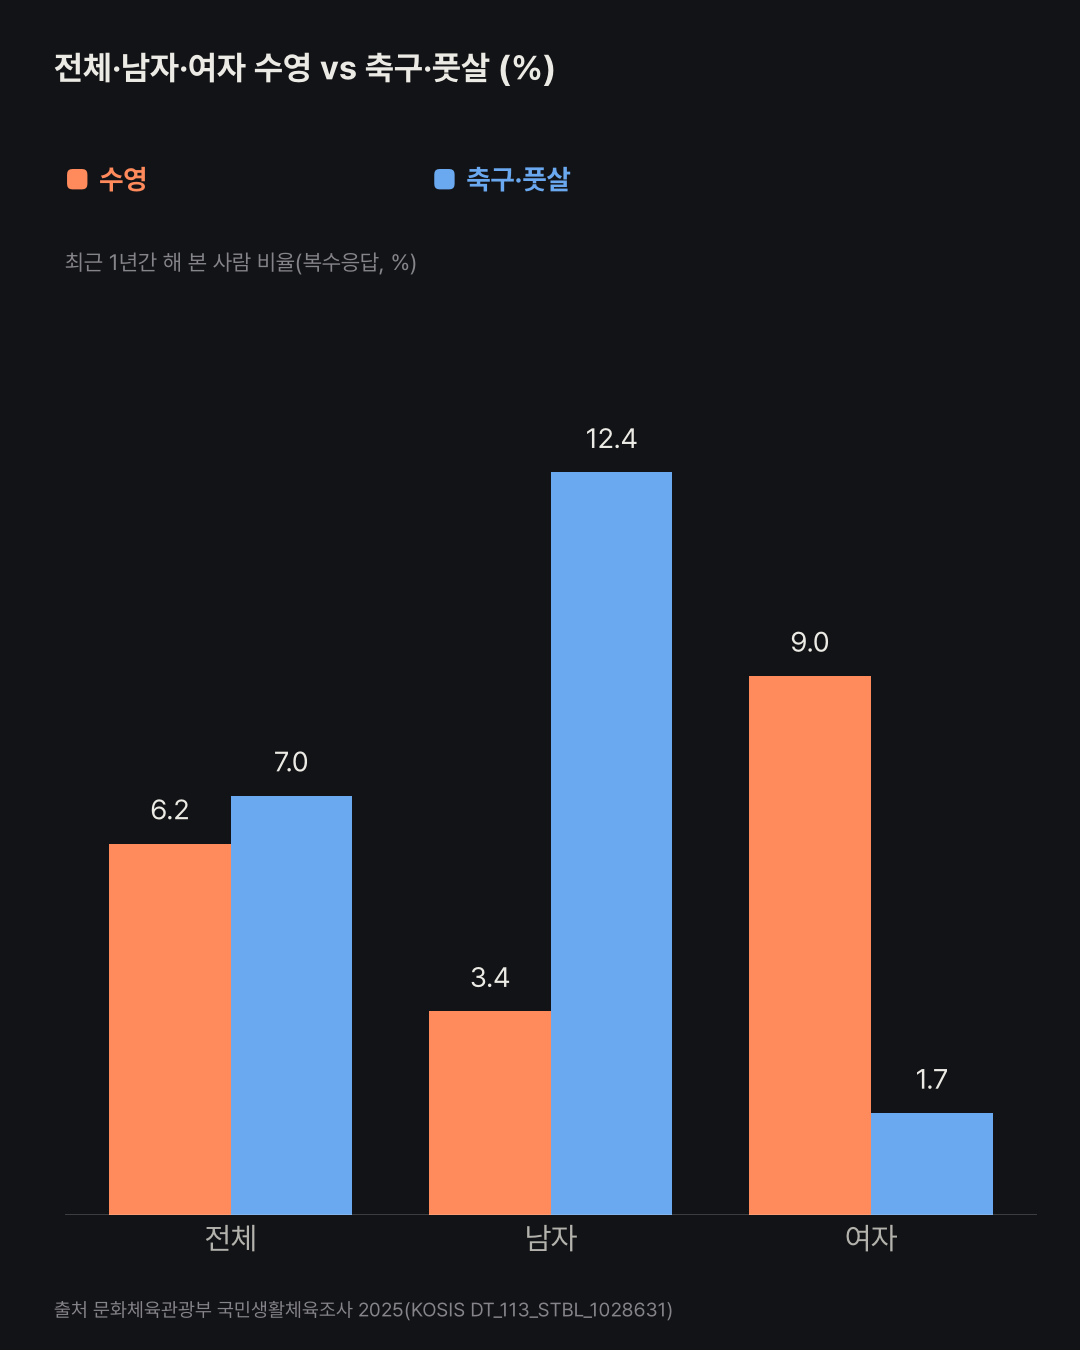 전체·남자·여자 수영 vs 축구·풋살 (%)
수영
축구·풋살
최근 1년간 해 본 사람 비율(복수응답, %)
12.4
9.0
7.0
6.2
3.4
1.7
전체
남자
여자
출처 문화체육관광부 국민생활체육조사 2025(KOSIS DT_113_STBL_1028631)